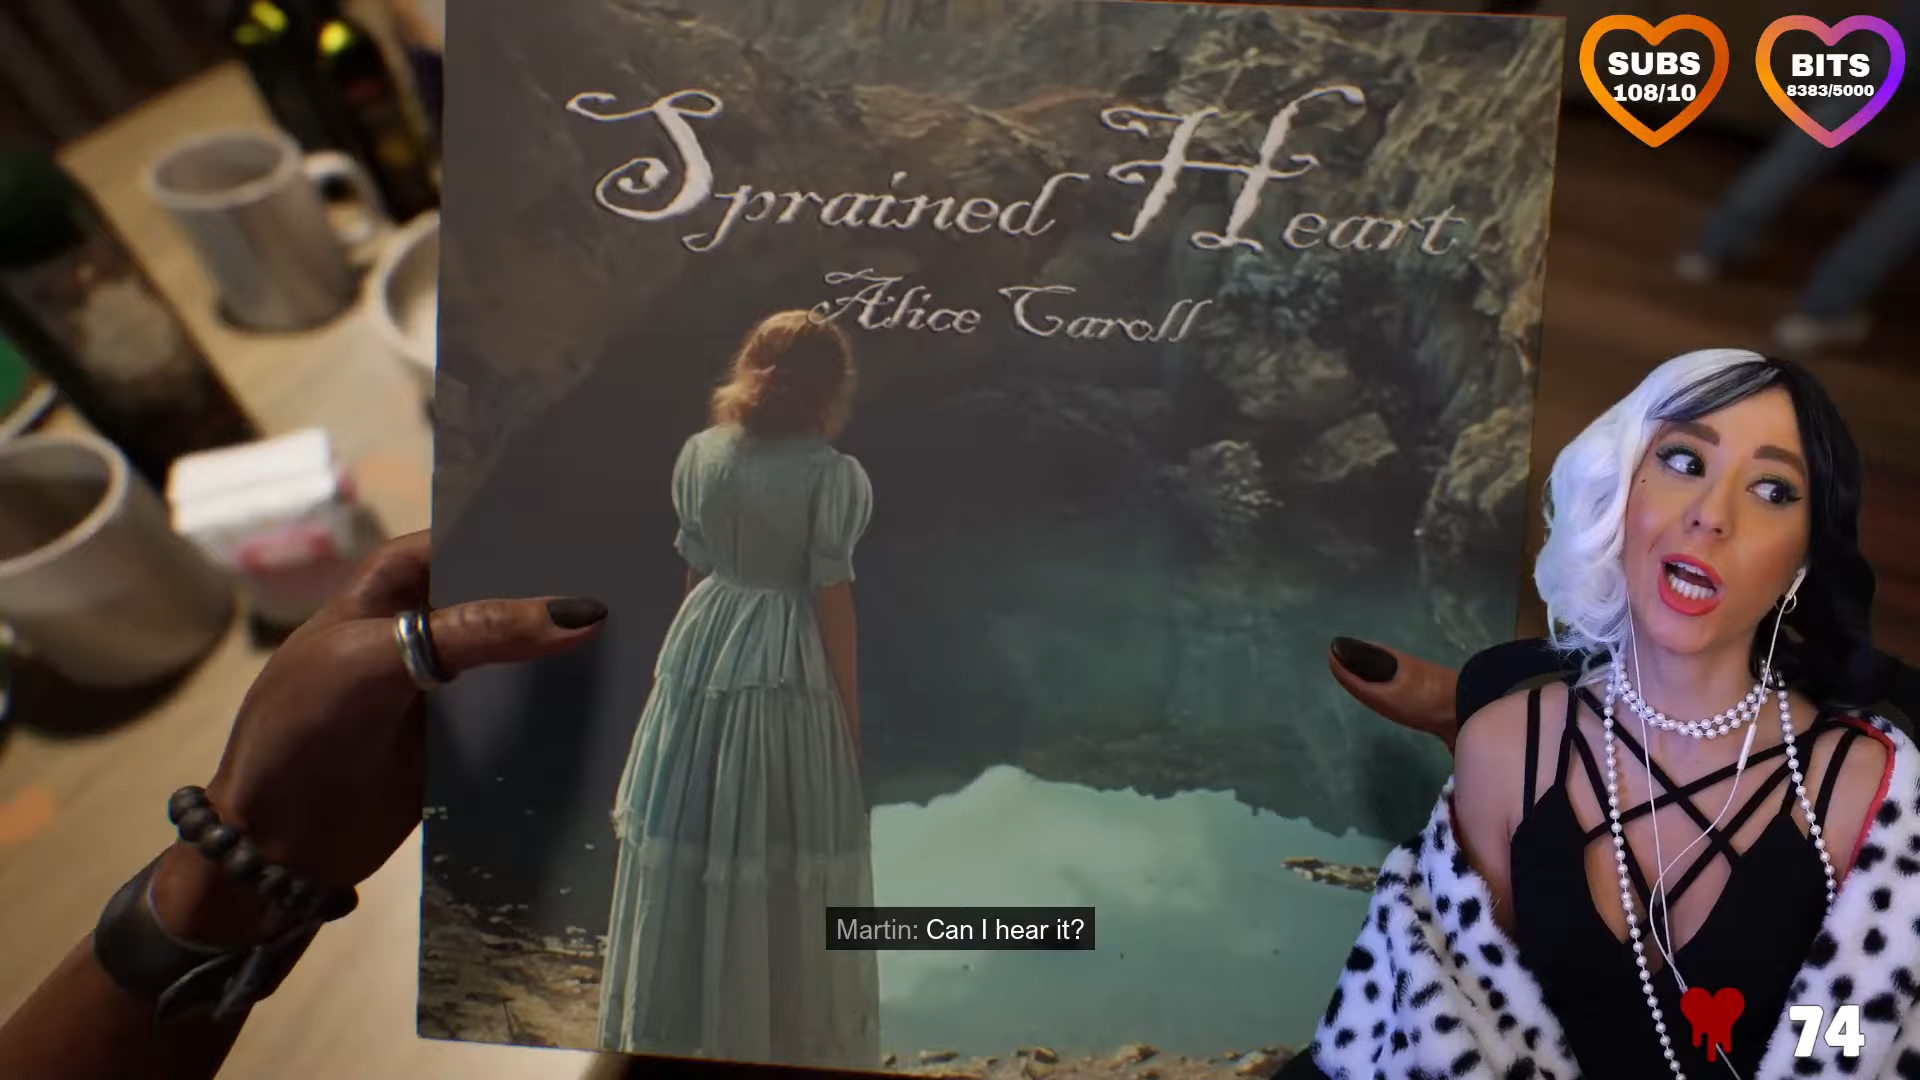 Sprained Heart
Alice Caroll
SUBS
108/10
BITS
8383/5000
Martin: Can I hear it?
74